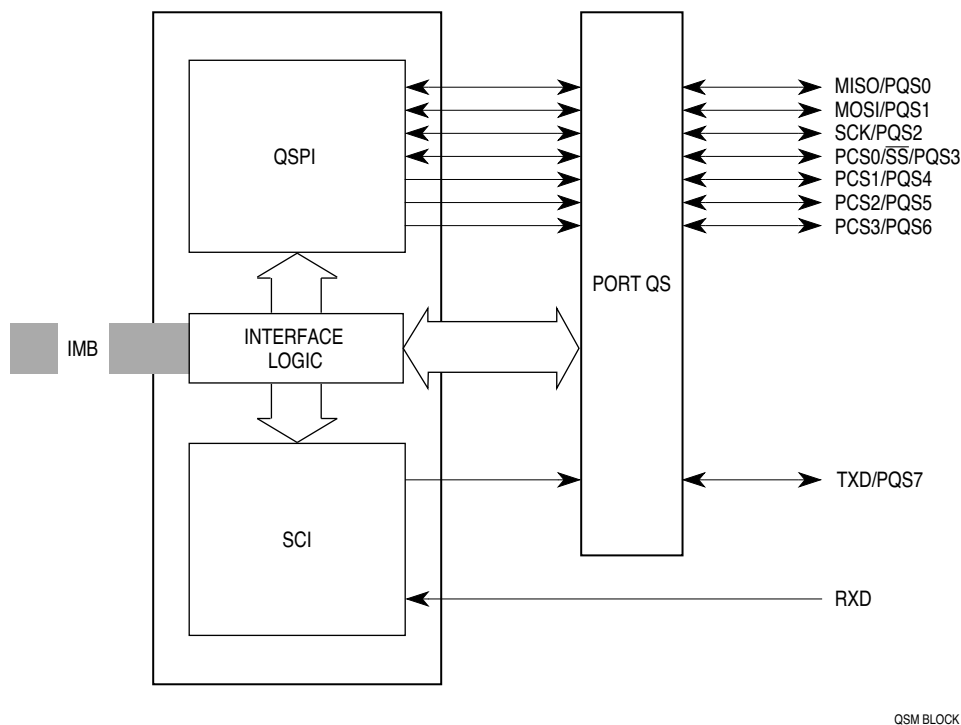 QSPI
MISO/PQS0
MOSI/PQS1
SCK/PQS2
PCS0/S̅S̅/PQS3
PCS1/PQS4
PCS2/PQS5
PCS3/PQS6
PORT QS
IMB
INTERFACE
LOGIC
SCI
TXD/PQS7
RXD
QSM BLOCK